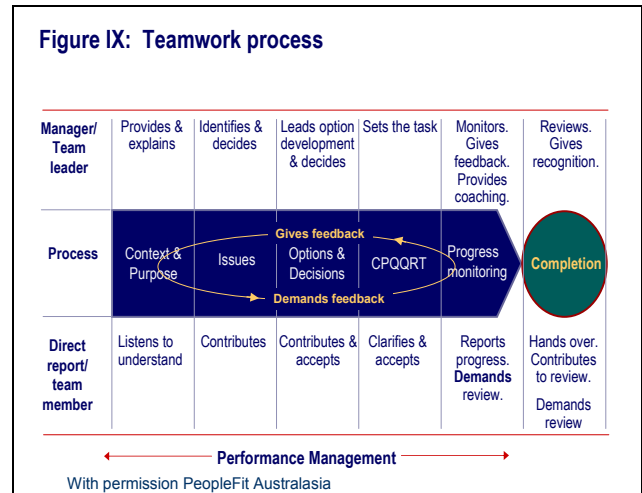 Figure IX: Teamwork process
Manager/
Team
leader
Provides &
explains
Identifies &
decides
Leads option
development
& decides
Sets the task
Monitors.
Gives
feedback.
Provides
coaching.
Reviews.
Gives
recognition.
Process
Context &
Purpose
Issues
Gives feedback
Options &
Decisions
Demands feedback
CPQQRT
Progress
monitoring
Completion
Direct
report/
team
member
Listens to
understand
Contributes
Contributes &
accepts
Clarifies &
accepts
Reports
progress.
Demands
review.
Hands over.
Contributes
to review.
Demands
review
Performance Management
With permission PeopleFit Australasia